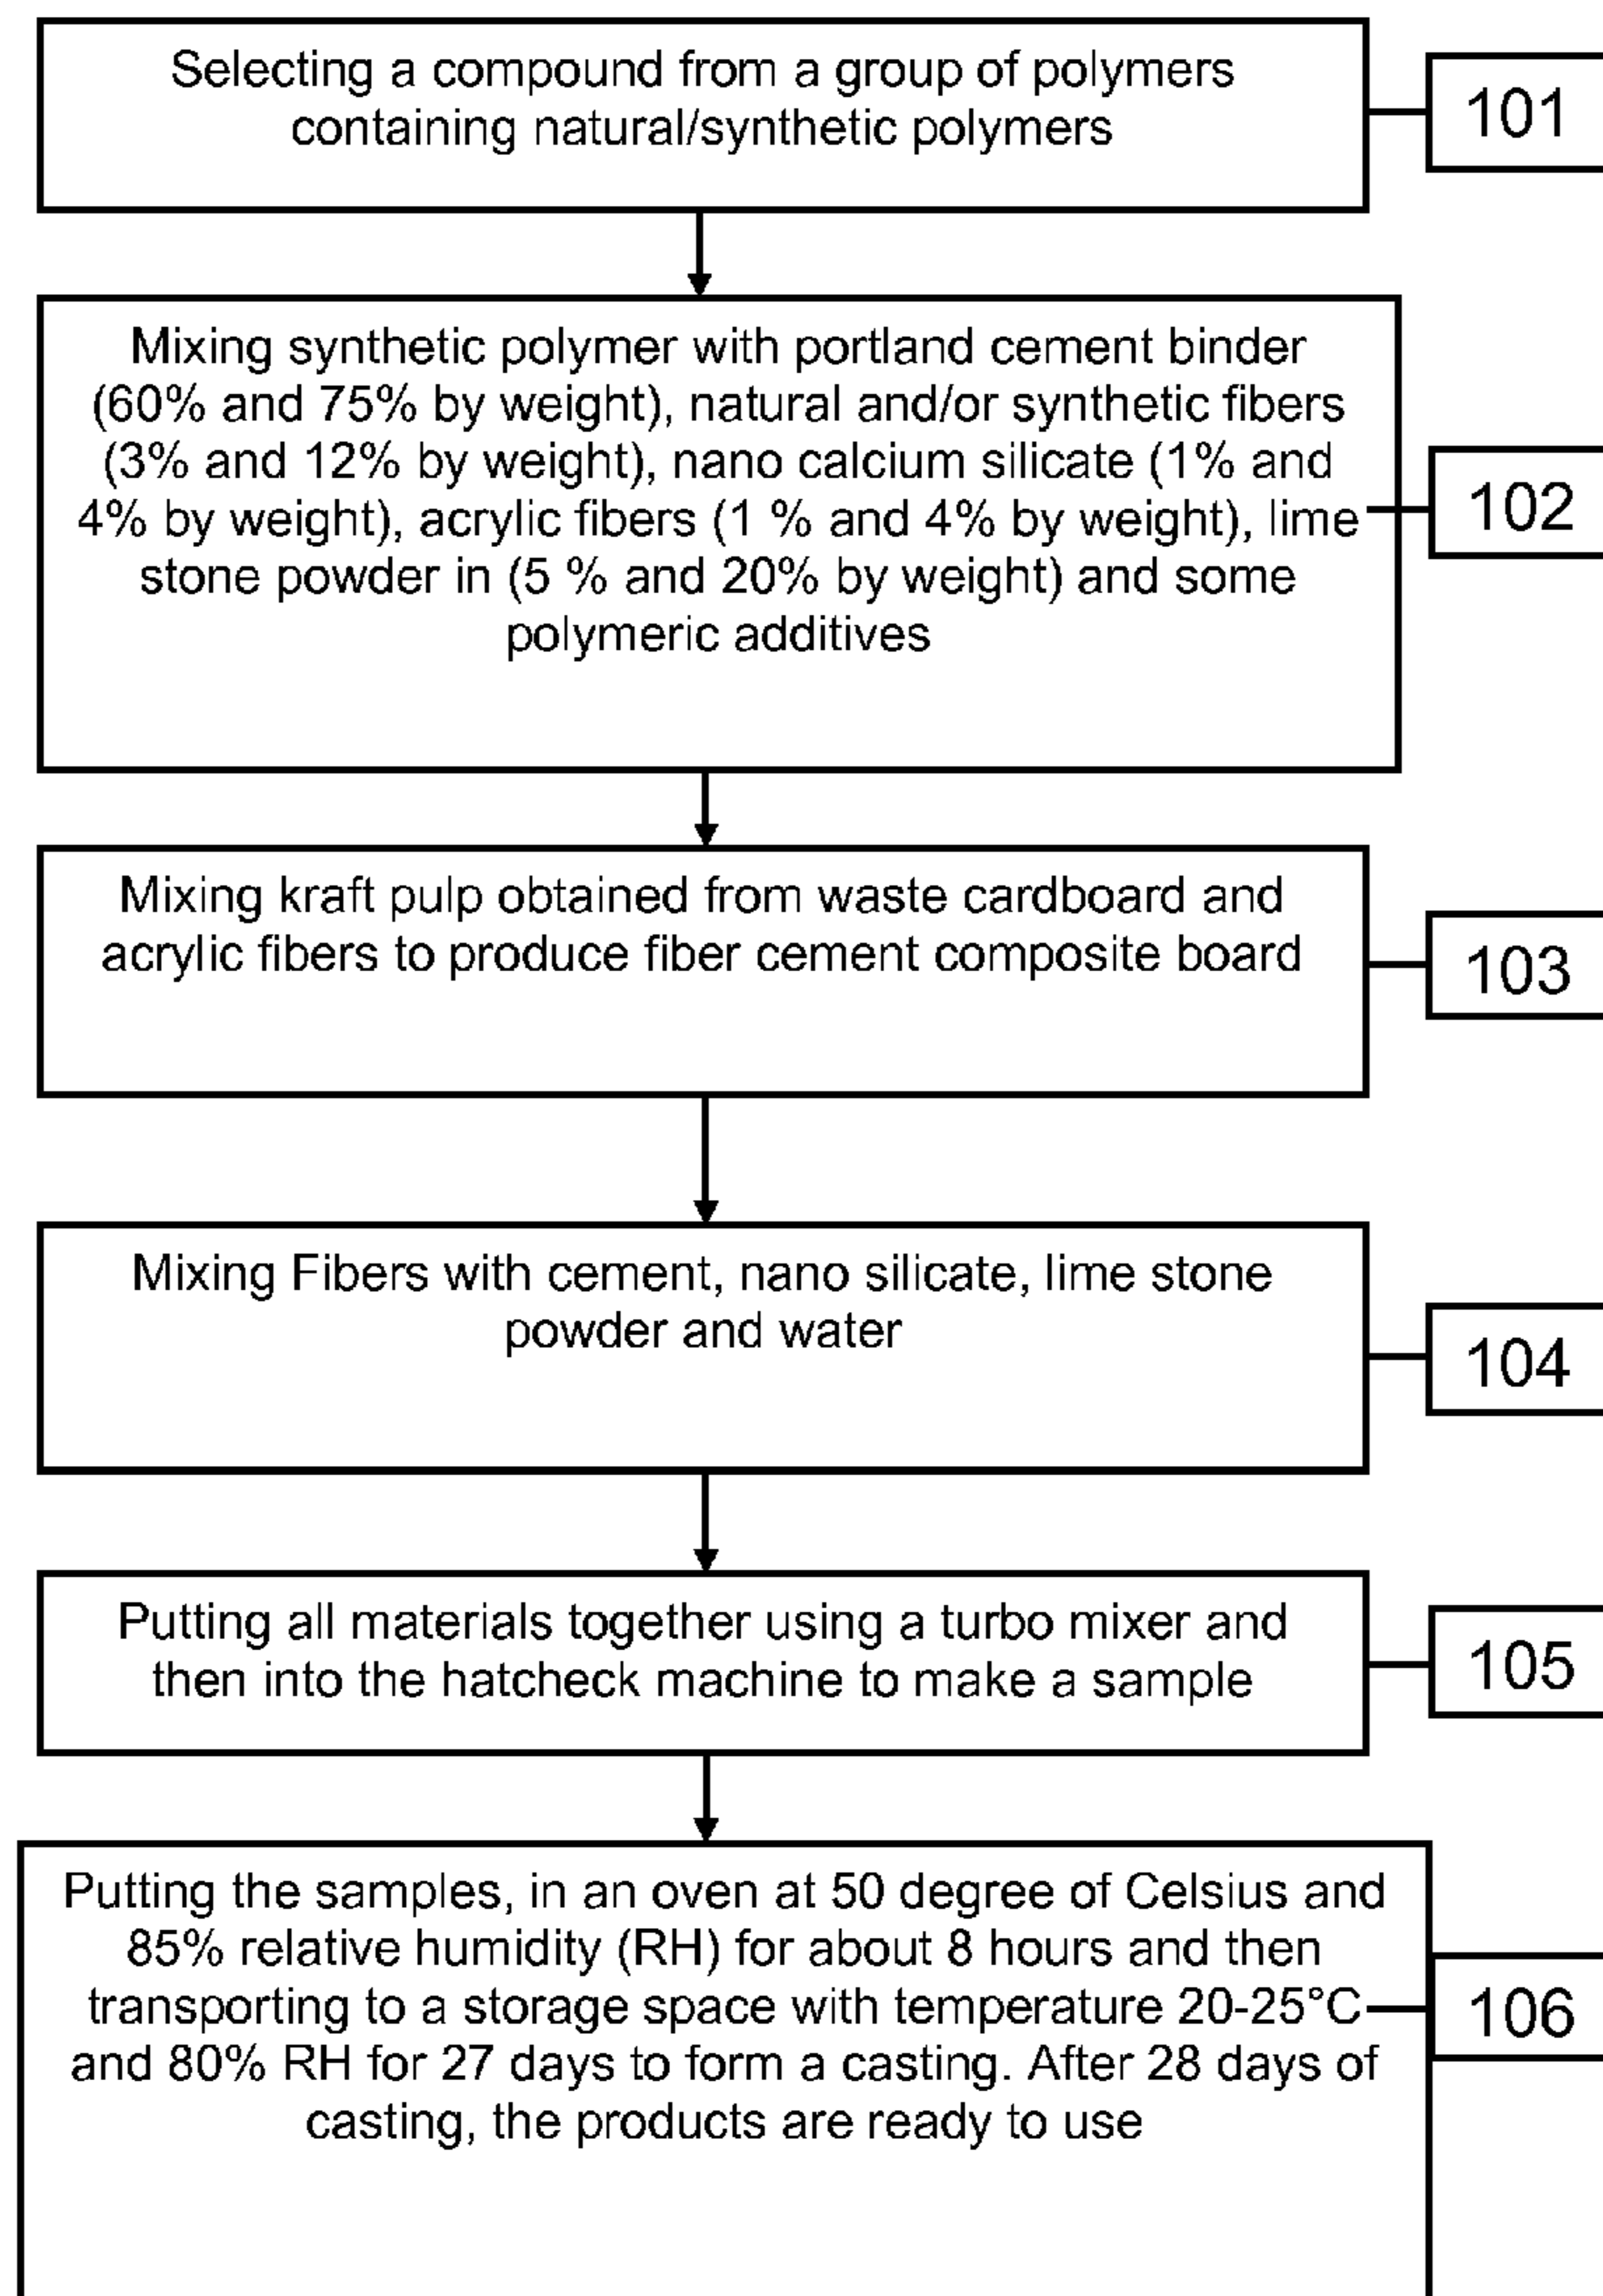 Selecting a compound from a group of polymers
containing natural/synthetic polymers
101
Mixing synthetic polymer with portland cement binder
(60% and 75% by weight), natural and/or synthetic fibers
(3% and 12% by weight), nano calcium silicate (1% and
4% by weight), acrylic fibers (1 % and 4% by weight), lime
stone powder in (5 % and 20% by weight) and some
polymeric additives
102
Mixing kraft pulp obtained from waste cardboard and
acrylic fibers to produce fiber cement composite board
103
Mixing Fibers with cement, nano silicate, lime stone
powder and water
104
Putting all materials together using a turbo mixer and
then into the hatcheck machine to make a sample
105
Putting the samples, in an oven at 50 degree of Celsius and
85% relative humidity (RH) for about 8 hours and then
transporting to a storage space with temperature 20-25°C
and 80% RH for 27 days to form a casting. After 28 days of
casting, the products are ready to use
106